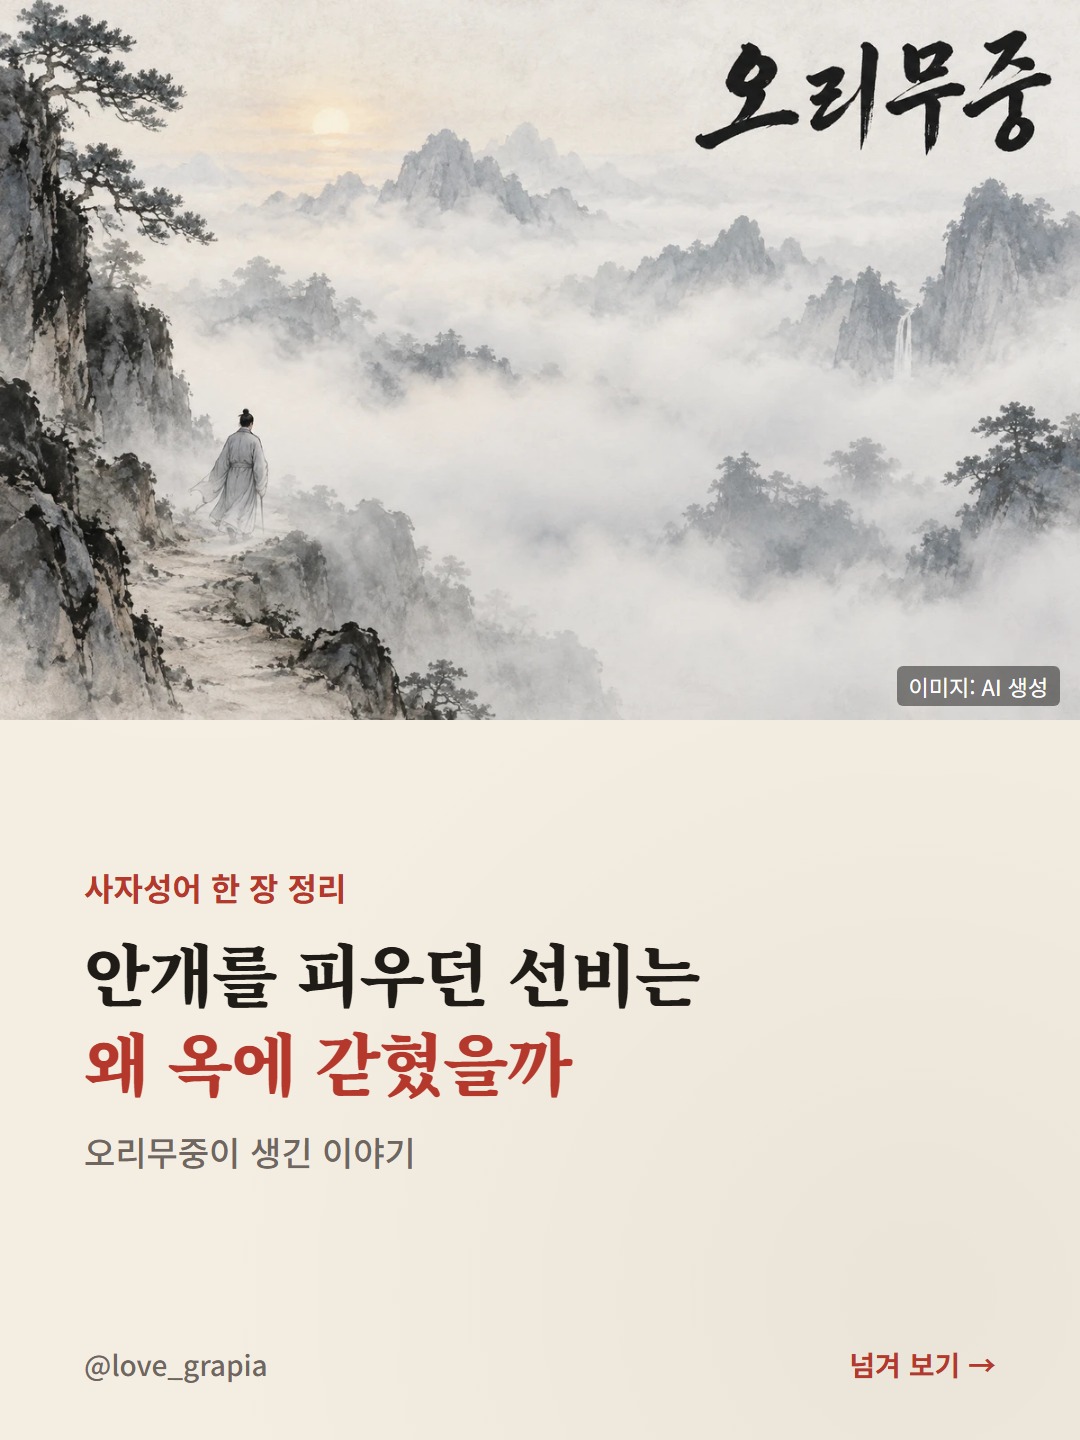 오리무중
이미지: AI 생성
사자성어 한 장 정리
안개를 피우던 선비는
왜 옥에 갇혔을까
오리무중이 생긴 이야기
@love_grapia
넘겨 보기 →